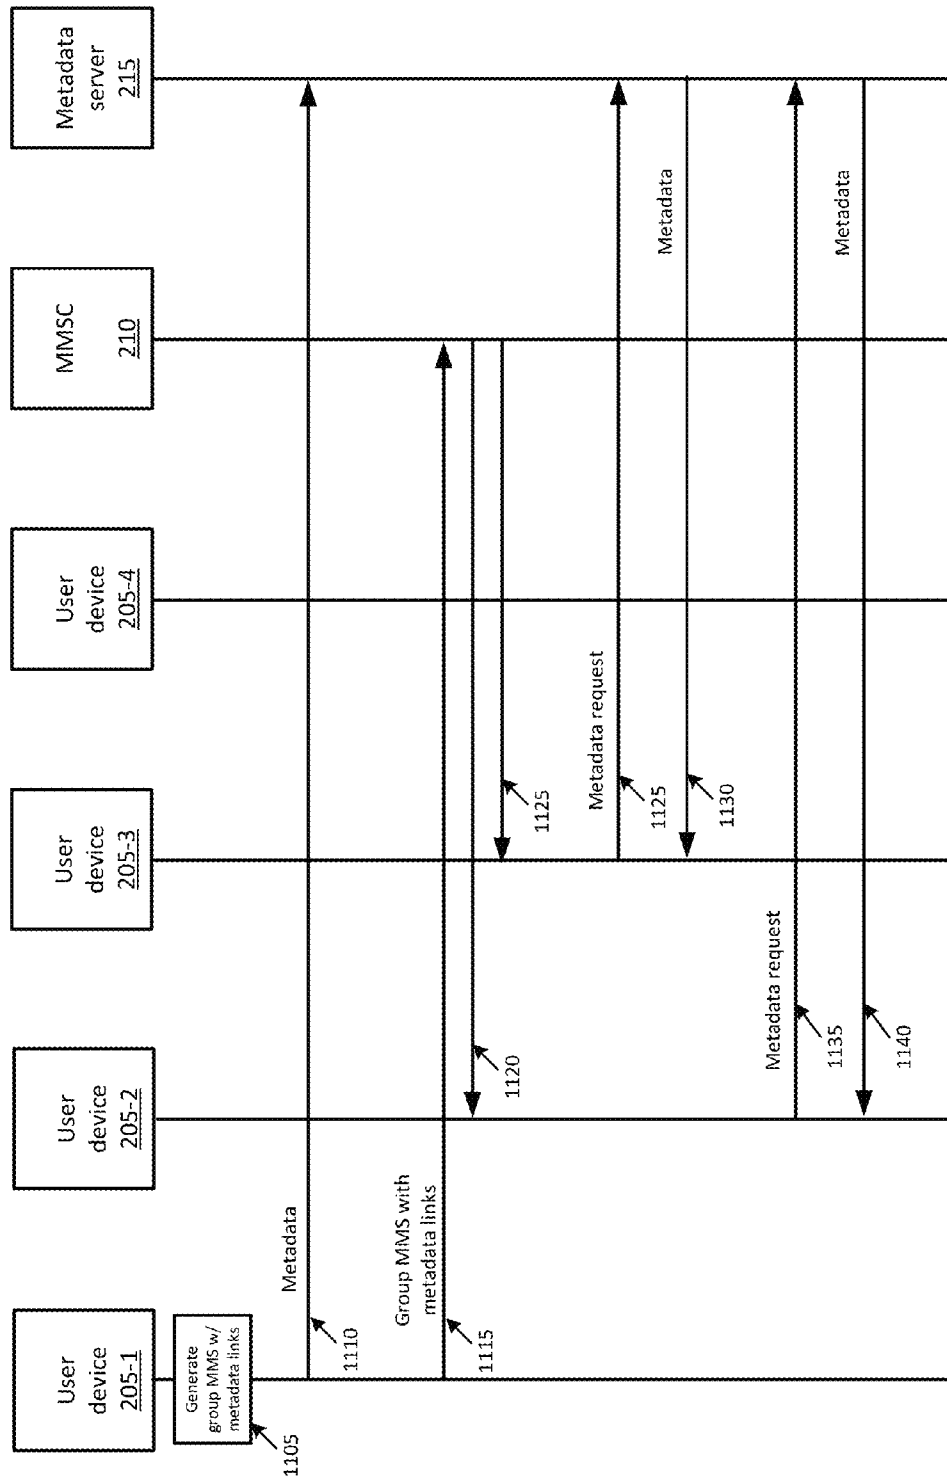 User
device
205-1
User
device
205-2
User
device
205-3
User
device
205-4
MMSC
210
Metadata
server
215
Generate
group MMS w/
metadata links
1105
Metadata
1110
Group MMS with
metadata links
1115
1120
1125
Metadata request
1125
Metadata
1130
Metadata request
1135
Metadata
1140